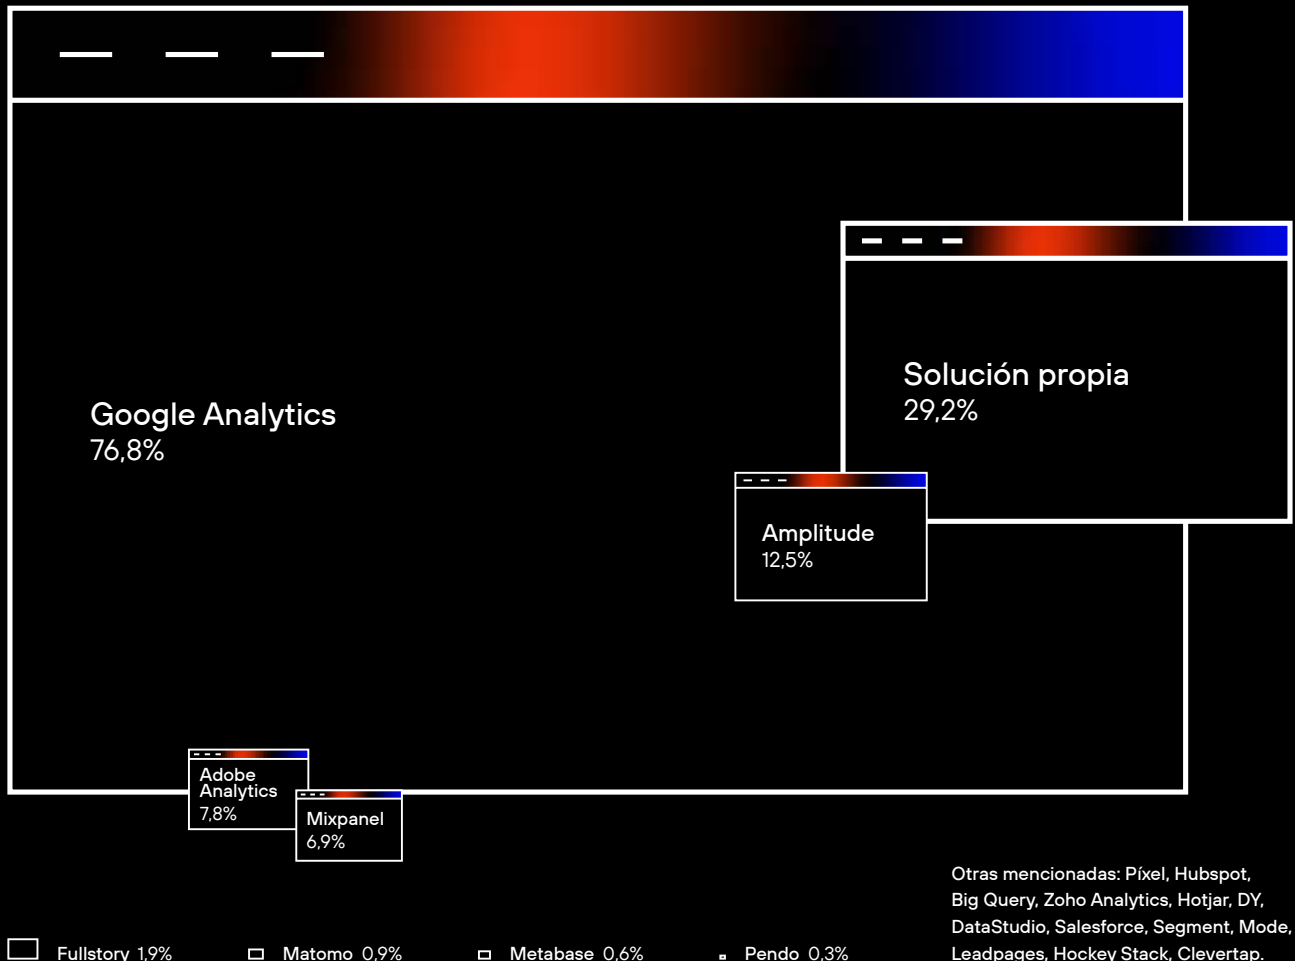 Google Analytics
76,8%
Solución propia
29,2%
Amplitude
12,5%
Adobe
Analytics
7,8%
Mixpanel
6,9%
Otras mencionadas: Píxel, Hubspot,
Big Query, Zoho Analytics, Hotjar, DY,
DataStudio, Salesforce, Segment, Mode,
Leadpages, Hockey Stack, Clevertap.
Fullstory 1,9%
Matomo 0,9%
Metabase 0,6%
Pendo 0,3%